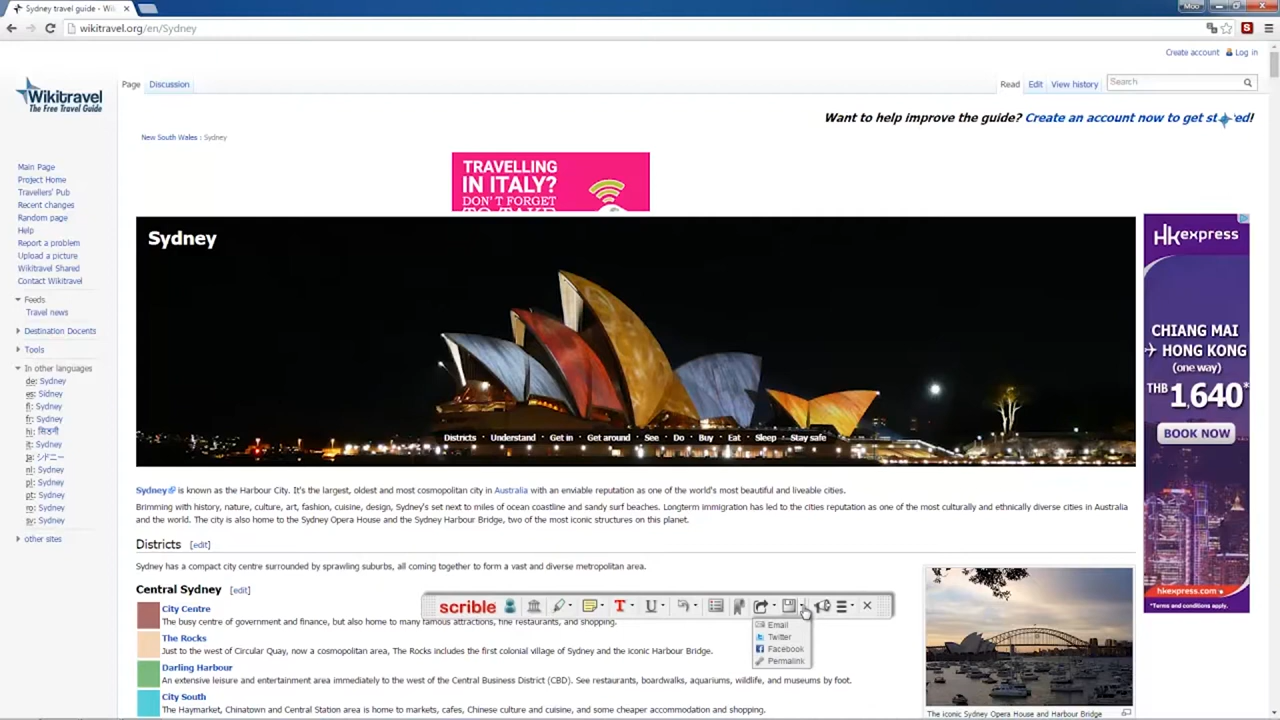 Sydney travel guide - Wi
Moo
wikitravel.org/en/Sydney
Create account
Log in
Wikitravel
The Free Travel Guide
Page
Discussion
Read
Edit
View history
Search
Want to help improve the guide? Create an account now to get st ed!
New South Wales : Sydney
Main Page
Project Home
Travellers' Pub
Recent changes
Random page
Help
Report a problem
Upload a picture
Wikitravel Shared
Contact Wikitravel
Feeds
Travel news
Destination Docents
Tools
In other languages
de: Sydney
es: Sídney
fi: Sydney
fr: Sydney
hi: सिडनी
it: Sydney
ja: シドニー
nl: Sydney
pl: Sydney
pt: Sydney
ro: Sydney
sv: Sydney
other sites
TRAVELLING
IN ITALY?
DON'T FORGET
TO TAKE
Sydney
Districts · Understand · Get in · Get around · See · Do · Buy · Eat · Sleep · Stay safe
Sydney is known as the Harbour City. It's the largest, oldest and most cosmopolitan city in Australia with an enviable reputation as one of the world's most beautiful and liveable cities.
Brimming with history, nature, culture, art, fashion, cuisine, design, Sydney's set next to miles of ocean coastline and sandy surf beaches. Longterm immigration has led to the cities reputation as one of the most culturally and ethnically diverse cities in Australia
and the world. The city is also home to the Sydney Opera House and the Sydney Harbour Bridge, two of the most iconic structures on this planet.
Districts [edit]
Sydney has a compact city centre surrounded by sprawling suburbs, all coming together to form a vast and diverse metropolitan area.
Central Sydney [edit]
City Centre
The busy centre of government and finance, but also home to many famous attractions, fine restaurants, and shopping.
The Rocks
Just to the west of Circular Quay, now a cosmopolitan area, The Rocks includes the first colonial village of Sydney and the iconic Harbour Bridge.
Darling Harbour
An extensive leisure and entertainment area immediately to the west of the Central Business District (CBD). See restaurants, boardwalks, aquariums, wildlife, and museums by foot.
City South
The Haymarket, Chinatown and Central Station area is home to markets, cafes, Chinese culture and cuisine, and some cheaper accommodation and shopping.
scribble
Email
Twitter
Facebook
Permalink
HK express
CHIANG MAI
HONG KONG
(one way)
THB 1,640*
BOOK NOW
hkexpress.com
*Terms and conditions apply.
The iconic Sydney Opera House and Harbour Bridge